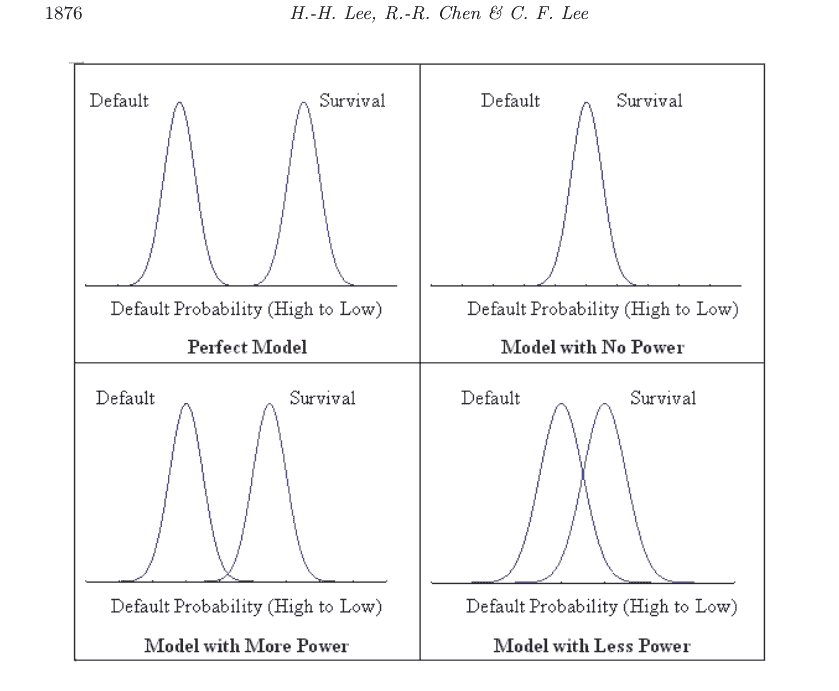 1876 H.-H. Lee, R.-R. Chen & C. F. Lee
Default Survival
Default Probability (High to Low)
Perfect Model
Default Survival
Default Probability (High to Low)
Model with No Power
Default Survival
Default Probability (High to Low)
Model with More Power
Default Survival
Default Probability (High to Low)
Model with Less Power